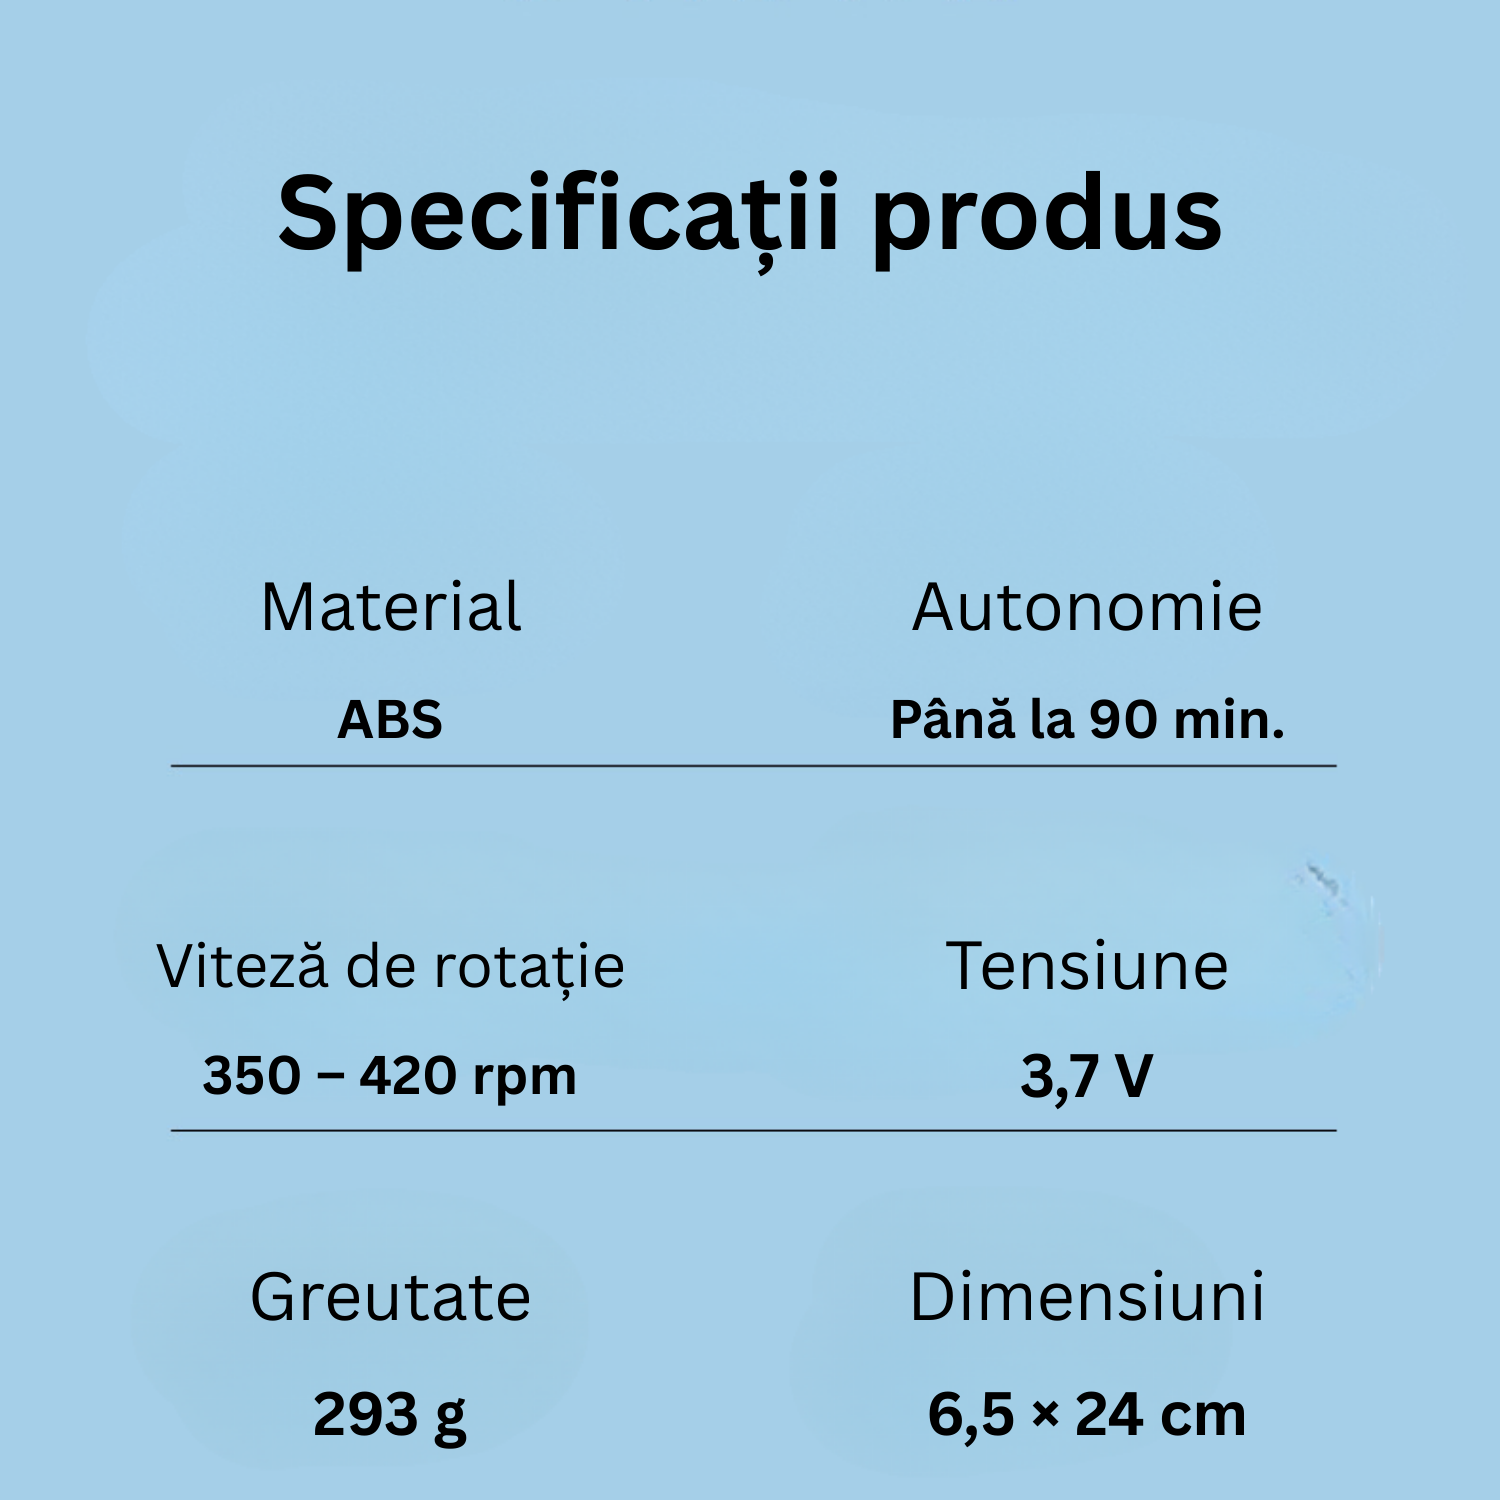 Specificații produs
Material
ABS
Autonomie
Până la 90 min.
Viteză de rotație
350 – 420 rpm
Tensiune
3,7 V
Greutate
293 g
Dimensiuni
6,5 × 24 cm